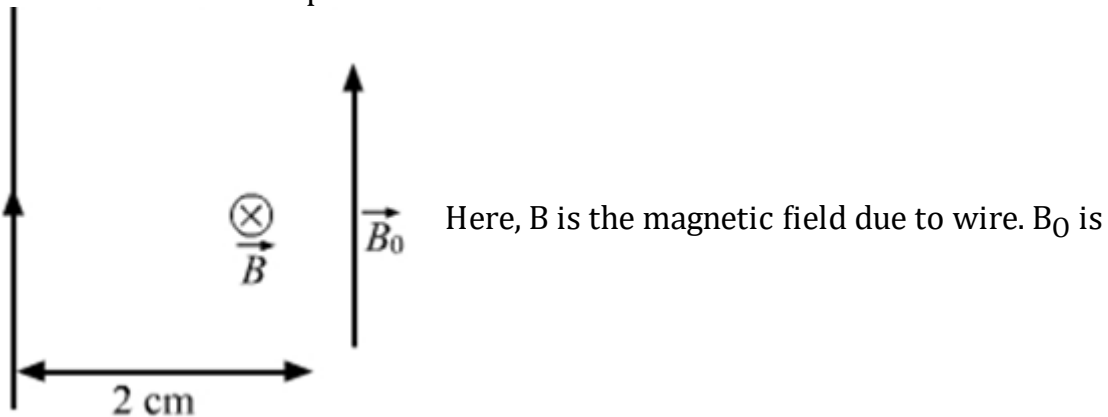 B₀ Here, B is the magnetic field due to wire. B₀ is
B
2 cm